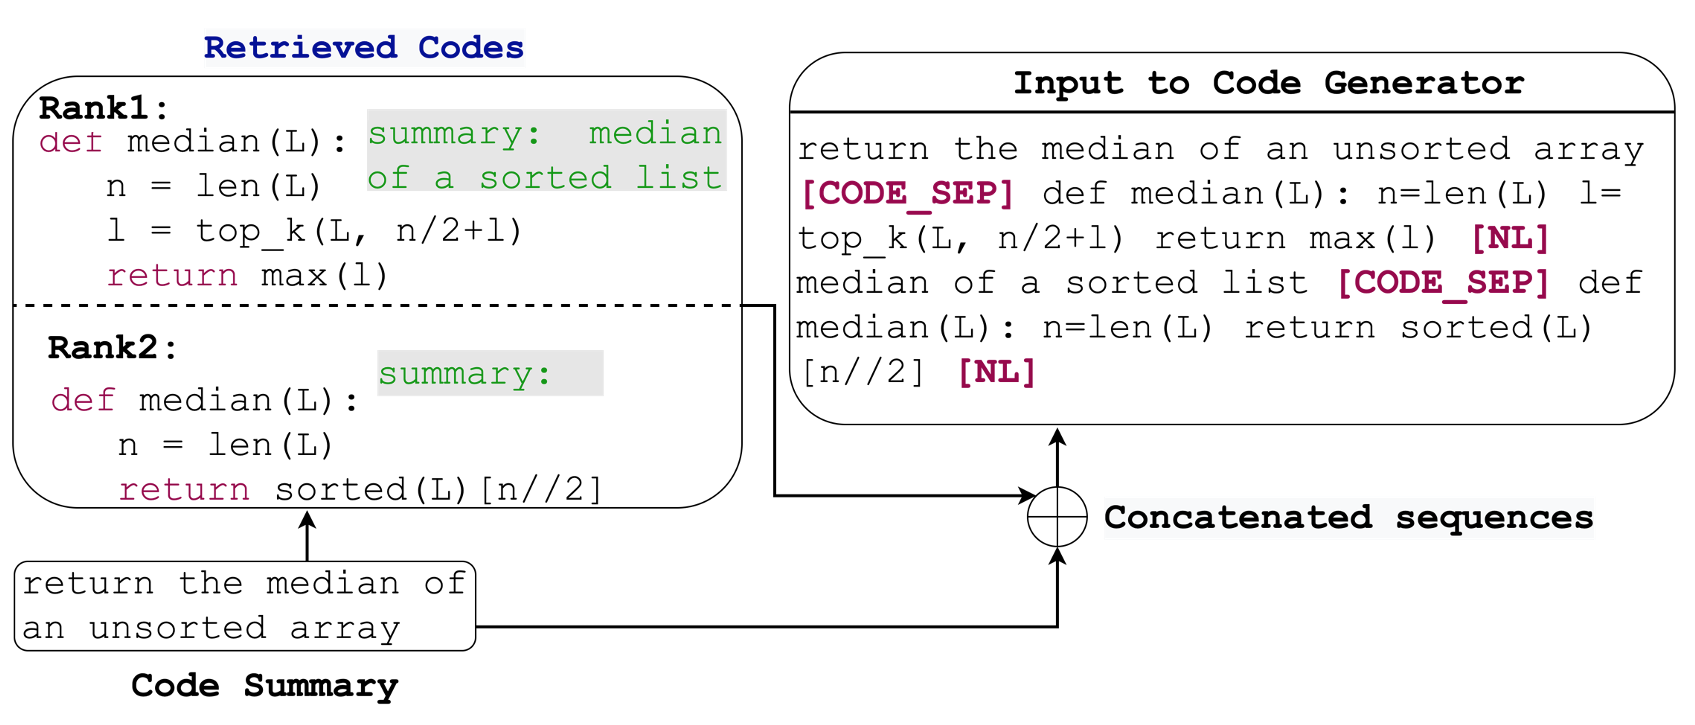 Retrieved Codes
Rank1:
def median(L):
summary: median
of a sorted list
n = len(L)
l = top_k(L, n/2+l)
return max(l)
Rank2:
summary:
def median(L):
n = len(L)
return sorted(L)[n//2]
return the median of
an unsorted array
Code Summary
Input to Code Generator
return the median of an unsorted array
[CODE_SEP] def median(L): n=len(L) l=
top_k(L, n/2+l) return max(l) [NL]
median of a sorted list [CODE_SEP] def
median(L): n=len(L) return sorted(L)
[n//2] [NL]
Concatenated sequences